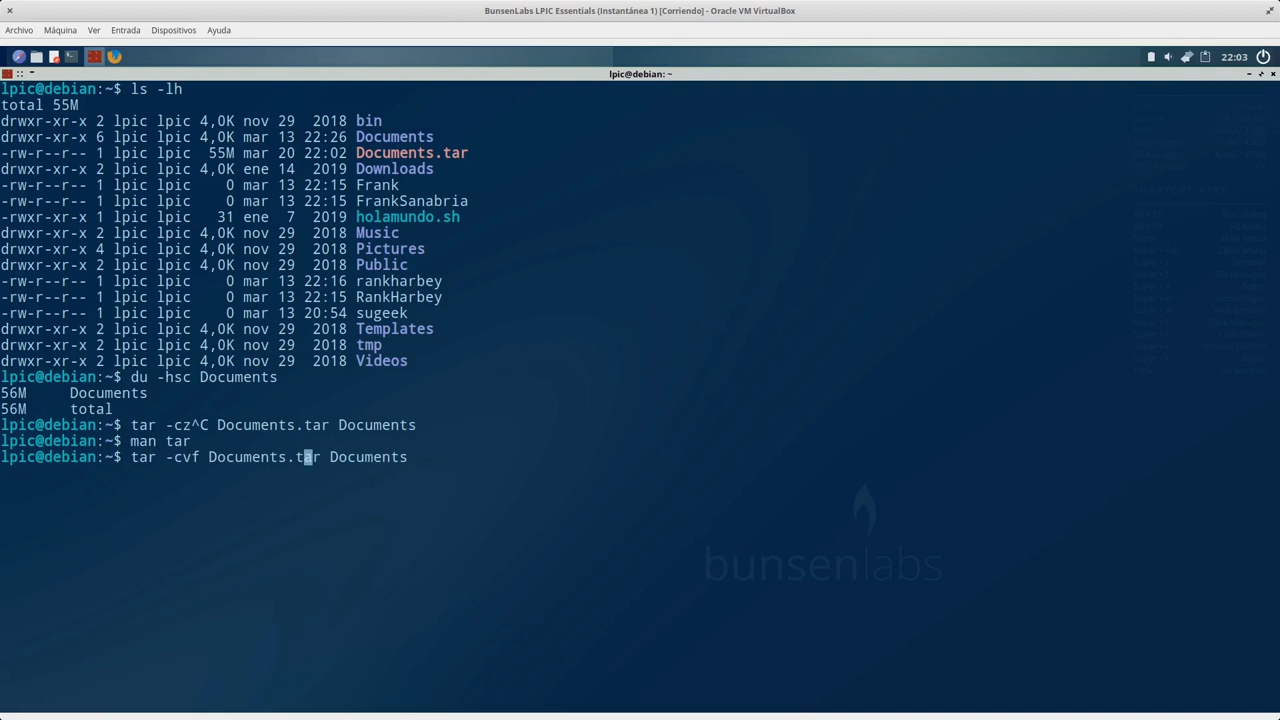 BunsenLabs LPIC Essentials (Instantánea 1) [Corriendo] - Oracle VM VirtualBox
Archivo Máquina Ver Entrada Dispositivos Ayuda
22:03
lpic@debian: ~
lpic@debian:~$ ls -lh
total 55M
drwxr-xr-x 2 lpic lpic 4,0K nov 29  2018 bin
drwxr-xr-x 6 lpic lpic 4,0K mar 13 22:26 Documents
-rw-r--r-- 1 lpic lpic  55M mar 20 22:02 Documents.tar
drwxr-xr-x 2 lpic lpic 4,0K ene 14  2019 Downloads
-rw-r--r-- 1 lpic lpic    0 mar 13 22:15 Frank
-rw-r--r-- 1 lpic lpic    0 mar 13 22:15 FrankSanabria
-rwxr-xr-x 1 lpic lpic   31 ene  7  2019 holamundo.sh
drwxr-xr-x 2 lpic lpic 4,0K nov 29  2018 Music
drwxr-xr-x 4 lpic lpic 4,0K nov 29  2018 Pictures
drwxr-xr-x 2 lpic lpic 4,0K nov 29  2018 Public
-rw-r--r-- 1 lpic lpic    0 mar 13 22:16 rankharbey
-rw-r--r-- 1 lpic lpic    0 mar 13 22:15 RankHarbey
-rw-r--r-- 1 lpic lpic    0 mar 13 20:54 sugeek
drwxr-xr-x 2 lpic lpic 4,0K nov 29  2018 Templates
drwxr-xr-x 2 lpic lpic 4,0K nov 29  2018 tmp
drwxr-xr-x 2 lpic lpic 4,0K nov 29  2018 Videos
lpic@debian:~$ du -hsc Documents
56M     Documents
56M     total
lpic@debian:~$ tar -cz^C Documents.tar Documents
lpic@debian:~$ man tar
lpic@debian:~$ tar -cvf Documents.tar Documents
bunsenlabs